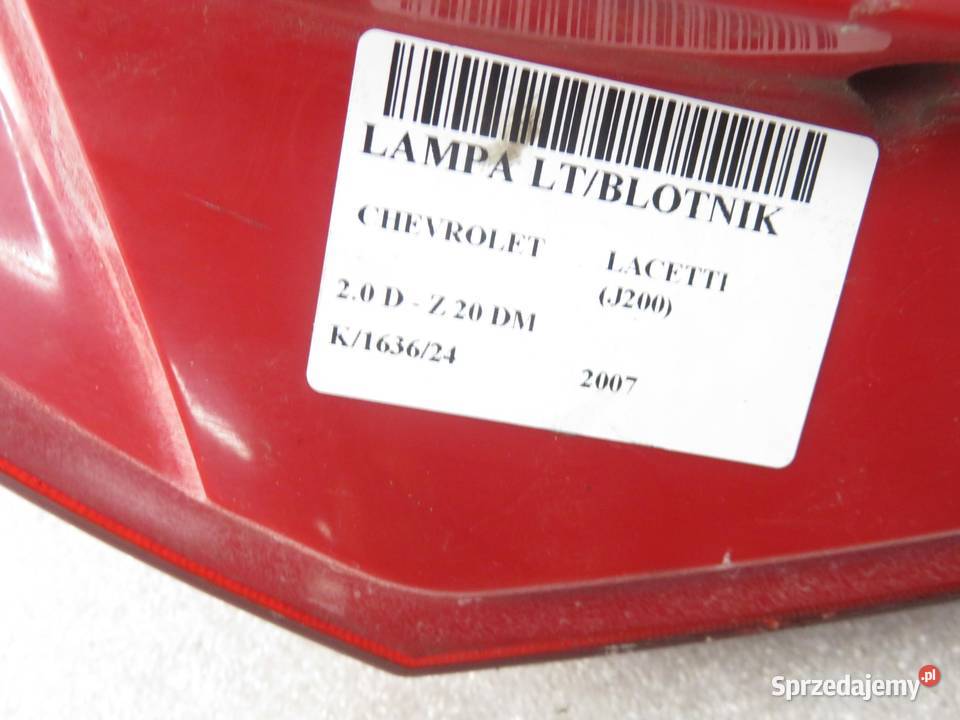 LAMPA LT/BLOTNIK
CHEVROLET LACETTI
(J200)
2.0 D - Z 20 DM
K/1636/24 2007
Sprzedajemy.pl